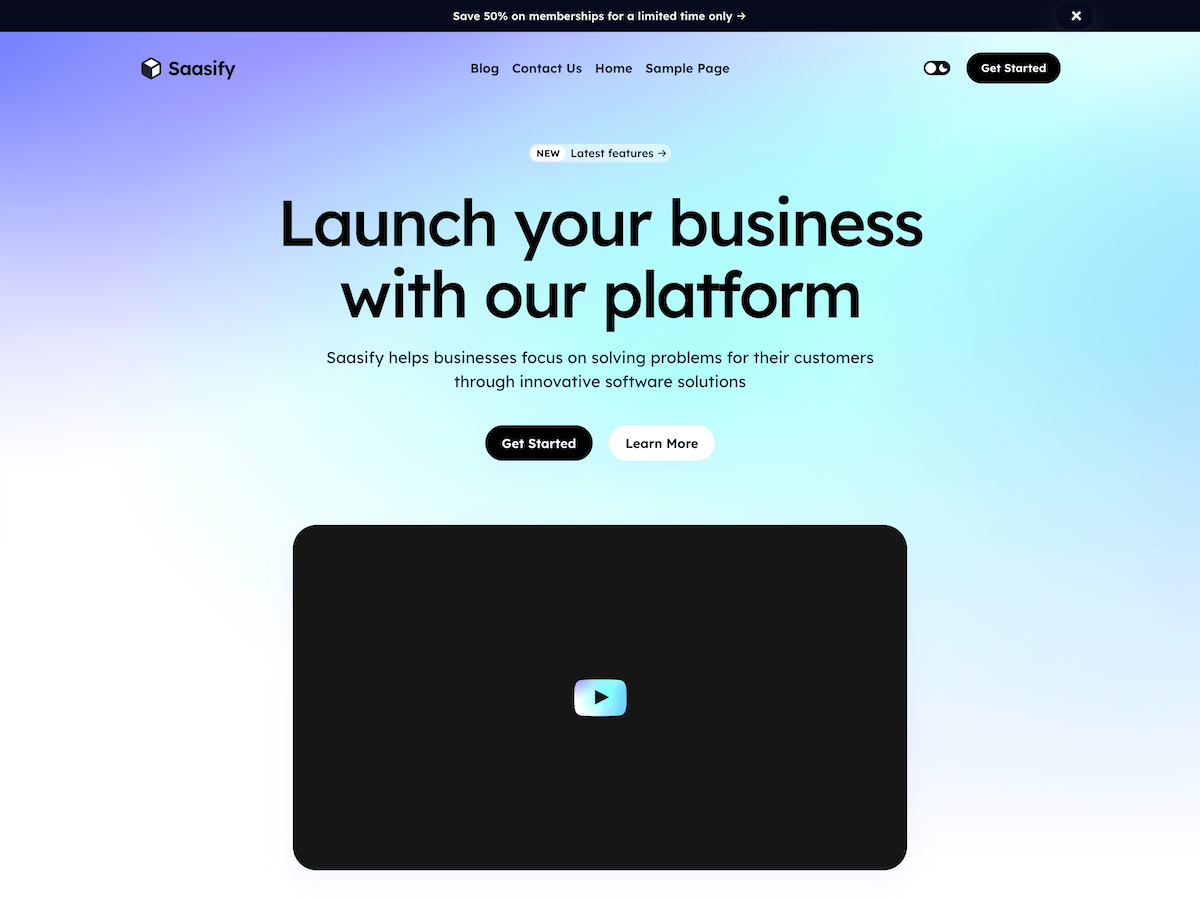 Save 50% on memberships for a limited time only →
Saasify
Blog Contact Us Home Sample Page
Get Started
NEW Latest features →
Launch your business
with our platform
Saasify helps businesses focus on solving problems for their customers
through innovative software solutions
Get Started
Learn More